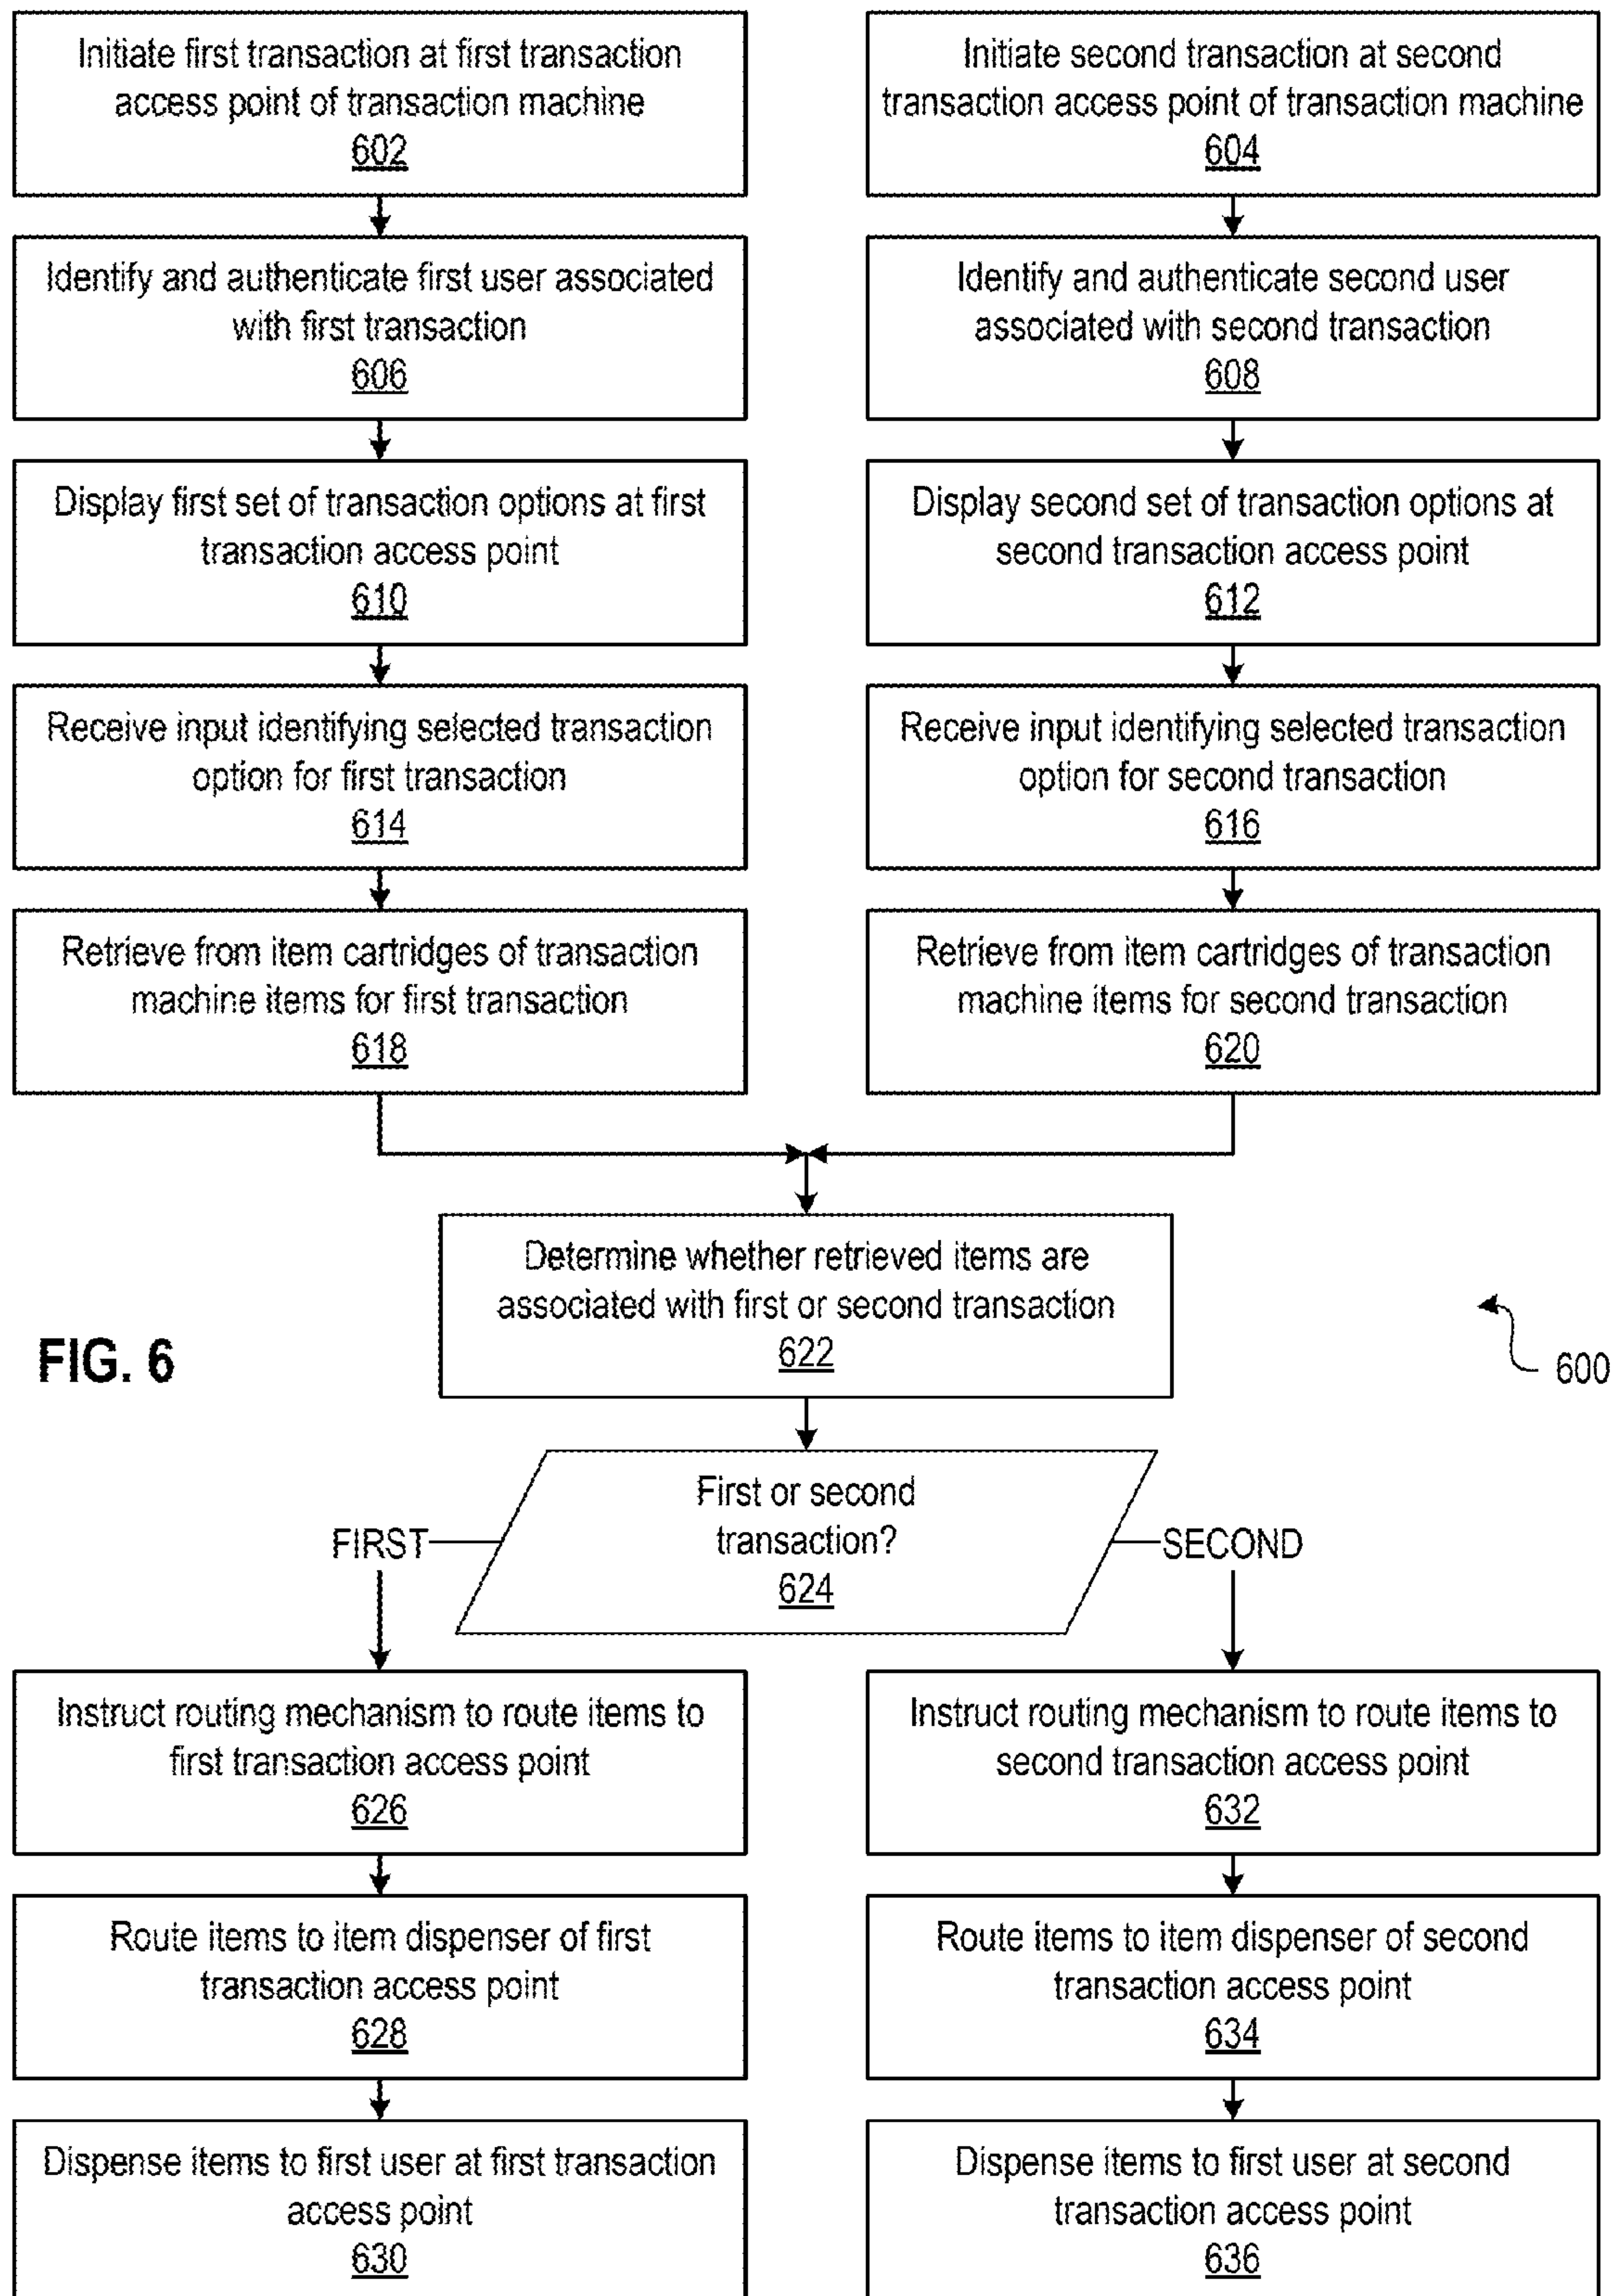 Initiate first transaction at first transaction
access point of transaction machine
602
Initiate second transaction at second
transaction access point of transaction machine
604
Identify and authenticate first user associated
with first transaction
606
Identify and authenticate second user
associated with second transaction
608
Display first set of transaction options at first
transaction access point
610
Display second set of transaction options at
second transaction access point
612
Receive input identifying selected transaction
option for first transaction
614
Receive input identifying selected transaction
option for second transaction
616
Retrieve from item cartridges of transaction
machine items for first transaction
618
Retrieve from item cartridges of transaction
machine items for second transaction
620
Determine whether retrieved items are
associated with first or second transaction
622
FIG. 6
600
First or second
transaction?
624
FIRST
SECOND
Instruct routing mechanism to route items to
first transaction access point
626
Instruct routing mechanism to route items to
second transaction access point
632
Route items to item dispenser of first
transaction access point
628
Route items to item dispenser of second
transaction access point
634
Dispense items to first user at first transaction
access point
630
Dispense items to first user at second
transaction access point
636